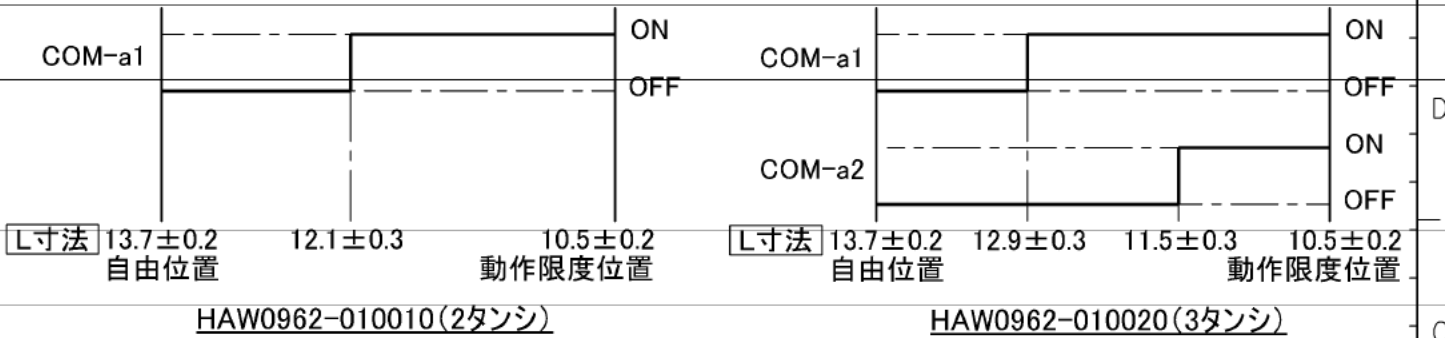 COM-a1
ON
OFF
L寸法 13.7±0.2 12.1±0.3 10.5±0.2
自由位置 動作限度位置
HAW0962-010010(2タンシ)
COM-a1
ON
OFF
COM-a2
ON
OFF
L寸法 13.7±0.2 12.9±0.3 11.5±0.3 10.5±0.2
自由位置 動作限度位置
HAW0962-010020(3タンシ)
D